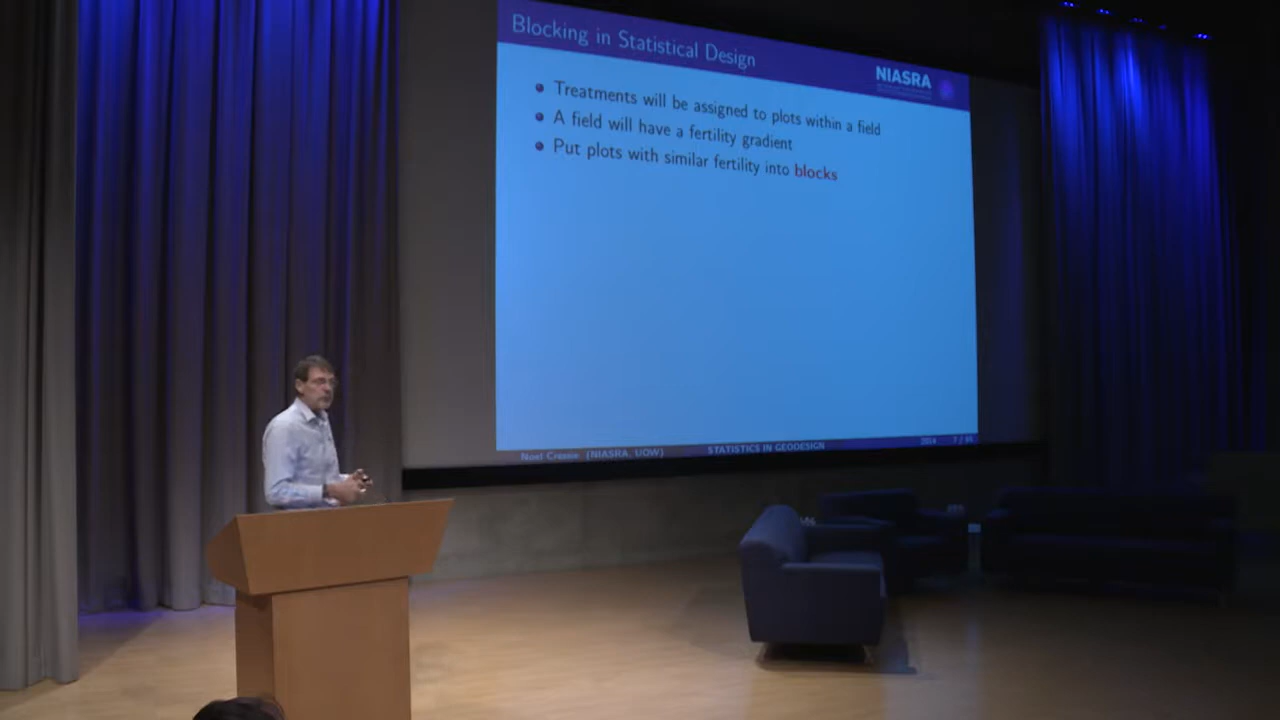 Blocking in Statistical Design
NIASRA
Treatments will be assigned to plots within a field
A field will have a fertility gradient
Put plots with similar fertility into blocks
Noel Cressie (NIASRA, UOW)
STATISTICS IN GEODESIGN
2014